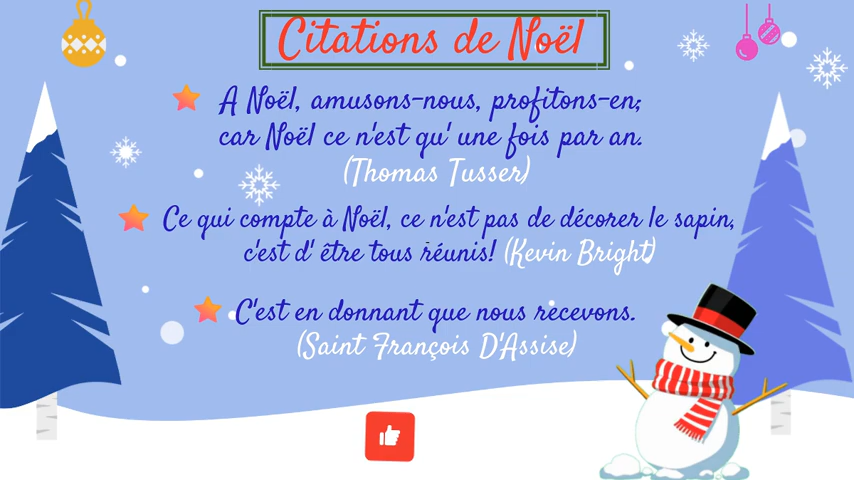 Citations de Noël
A Noël, amusons-nous, profitons-en;
car Noël ce n'est qu' une fois par an.
(Thomas Tusser)
Ce qui compte à Noël, ce n'est pas de décorer le sapin,
c'est d' être tous réunis! (Kevin Bright)
C'est en donnant que nous recevons.
(Saint François D'Assise)